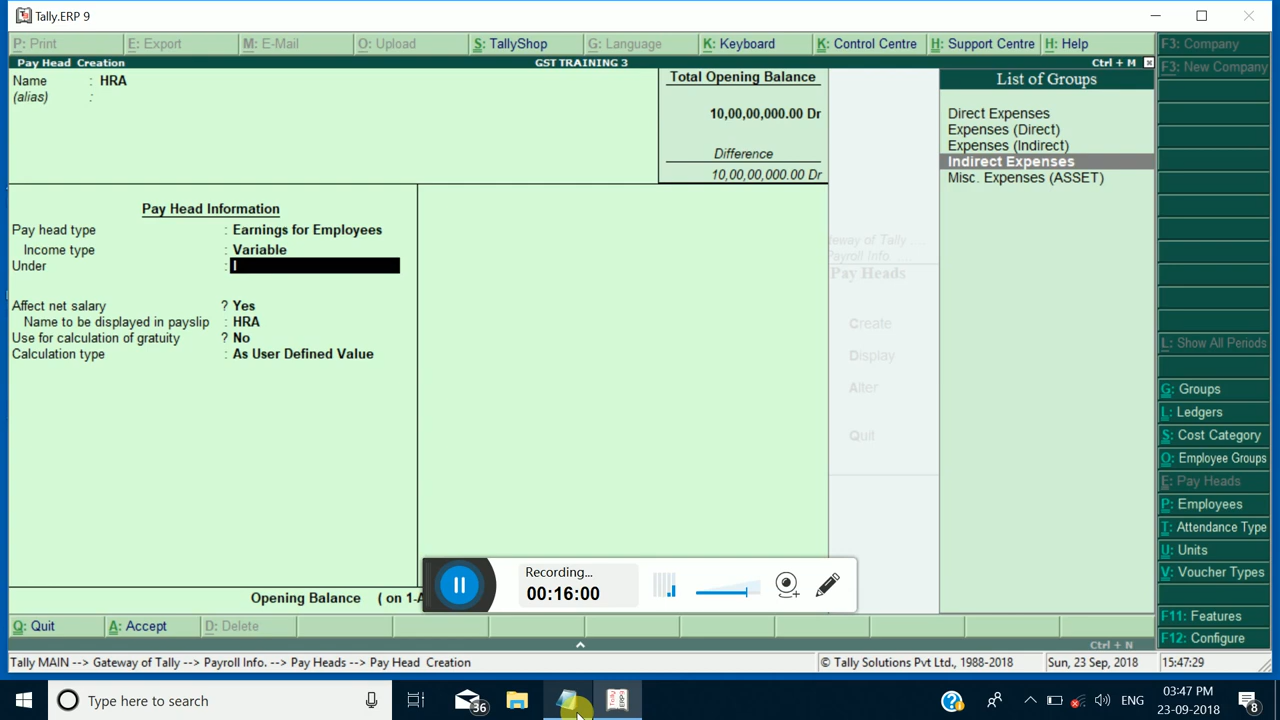 Tally.ERP 9
P: Print E: Export M: E-Mail O: Upload S: TallyShop G: Language K: Keyboard K: Control Centre H: Support Centre H: Help
Pay Head Creation GST TRAINING 3 Ctrl + M
Name : HRA
(alias) :
Total Opening Balance
10,00,00,000.00 Dr
Difference
10,00,00,000.00 Dr
Pay Head Information
Pay head type : Earnings for Employees
Income type : Variable
Under : I
Affect net salary ? Yes
Name to be displayed in payslip : HRA
Use for calculation of gratuity ? No
Calculation type : As User Defined Value
Opening Balance ( on 1-A
ateway of Tally ...
Payroll Info. ...
Pay Heads
Create
Display
Alter
Quit
List of Groups
Direct Expenses
Expenses (Direct)
Expenses (Indirect)
Indirect Expenses
Misc. Expenses (ASSET)
F3: Company
F3: New Company
L: Show All Periods
G: Groups
L: Ledgers
S: Cost Category
O: Employee Groups
E: Pay Heads
P: Employees
T: Attendance Type
U: Units
V: Voucher Types
F11: Features
F12: Configure
Recording...
00:16:00
Q: Quit A: Accept D: Delete
Ctrl + N
Tally MAIN --> Gateway of Tally --> Payroll Info. --> Pay Heads --> Pay Head Creation © Tally Solutions Pvt Ltd., 1988-2018 Sun, 23 Sep, 2018 15:47:29
Type here to search 36 ENG 03:47 PM
23-09-2018 8